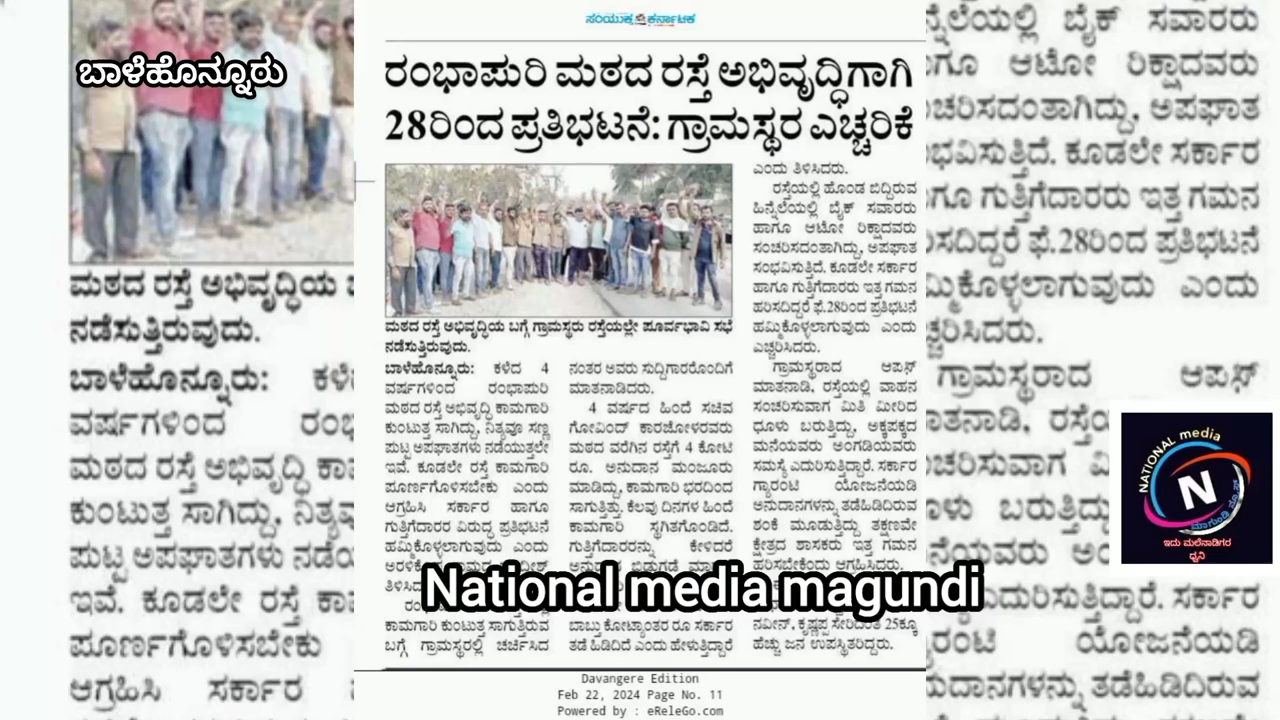 ಬಾಳೆಹೊನ್ನೂರು
ಸಂಯುಕ್ತ ಕರ್ನಾಟಕ
ರಂಭಾಪುರಿ ಮಠದ ರಸ್ತೆ ಅಭಿವೃದ್ಧಿಗಾಗಿ
28ರಿಂದ ಪ್ರತಿಭಟನೆ: ಗ್ರಾಮಸ್ಥರ ಎಚ್ಚರಿಕೆ
ಮಠದ ರಸ್ತೆ ಅಭಿವೃದ್ಧಿಯ ಬಗ್ಗೆ ಗ್ರಾಮಸ್ಥರು ರಸ್ತೆಯಲ್ಲೇ ಪೂರ್ವಭಾವಿ ಸಭೆ
ನಡೆಸುತ್ತಿರುವುದು.
ಬಾಳೆಹೊನ್ನೂರು: ಕಳೆದ 4
ವರ್ಷಗಳಿಂದ ರಂಭಾಪುರಿ
ಮಠದ ರಸ್ತೆ ಅಭಿವೃದ್ಧಿ ಕಾಮಗಾರಿ
ಕುಂಟುತ್ತ ಸಾಗಿದ್ದು, ನಿತ್ಯವೂ ಸಣ್ಣ
ಪುಟ್ಟ ಅಪಘಾತಗಳು ನಡೆಯುತ್ತಲೇ
ಇವೆ. ಕೂಡಲೇ ರಸ್ತೆ ಕಾಮಗಾರಿ
ಪೂರ್ಣಗೊಳಿಸಬೇಕು ಎಂದು
ಆಗ್ರಹಿಸಿ ಸರ್ಕಾರ ಹಾಗೂ
ಗುತ್ತಿಗೆದಾರರ ವಿರುದ್ಧ ಪ್ರತಿಭಟನೆ
ಹಮ್ಮಿಕೊಳ್ಳಲಾಗುವುದು ಎಂದು
ಕಾಮಗಾರಿ ಕುಂಟುತ್ತ ಸಾಗುತ್ತಿರುವ
ಬಗ್ಗೆ ಗ್ರಾಮಸ್ಥರಲ್ಲಿ ಚರ್ಚಿಸಿದ
ನಂತರ ಅವರು ಸುದ್ದಿಗಾರರೊಂದಿಗೆ
ಮಾತನಾಡಿದರು.
4 ವರ್ಷದ ಹಿಂದೆ ಸಚಿವ
ಗೋವಿಂದ್ ಕಾರಜೋಳರವರು
ಮಠದ ವರೆಗಿನ ರಸ್ತೆಗೆ 4 ಕೋಟಿ
ರೂ. ಅನುದಾನ ಮಂಜೂರು
ಮಾಡಿದ್ದು, ಕಾಮಗಾರಿ ಭರದಿಂದ
ಸಾಗುತ್ತಿತ್ತು. ಕೆಲವು ದಿನಗಳ ಹಿಂದೆ
ಕಾಮಗಾರಿ ಸ್ಥಗಿತಗೊಂಡಿದೆ.
ಗುತ್ತಿಗೆದಾರರನ್ನು ಕೇಳಿದರೆ
ಬಾಬ್ತು ಕೋಟ್ಯಾಂತರ ರೂ ಸರ್ಕಾರ
ತಡೆ ಹಿಡಿದಿದೆ ಎಂದು ಹೇಳುತ್ತಿದ್ದಾರೆ
ಎಂದು ತಿಳಿಸಿದರು.
ರಸ್ತೆಯಲ್ಲಿ ಹೊಂಡ ಬಿದ್ದಿರುವ
ಹಿನ್ನೆಲೆಯಲ್ಲಿ ಬೈಕ್ ಸವಾರರು
ಹಾಗೂ ಆಟೋ ರಿಕ್ಷಾದವರು
ಸಂಚರಿಸದಂತಾಗಿದ್ದು, ಅಪಘಾತ
ಸಂಭವಿಸುತ್ತಿದೆ. ಕೂಡಲೇ ಸರ್ಕಾರ
ಹಾಗೂ ಗುತ್ತಿಗೆದಾರರು ಇತ್ತ ಗಮನ
ಹರಿಸದಿದ್ದರೆ ಫೆ.28ರಿಂದ ಪ್ರತಿಭಟನೆ
ಹಮ್ಮಿಕೊಳ್ಳಲಾಗುವುದು ಎಂದು
ಎಚ್ಚರಿಸಿದರು.
ಗ್ರಾಮಸ್ಥರಾದ ಆಪಸ್
ಮಾತನಾಡಿ, ರಸ್ತೆಯಲ್ಲಿ ವಾಹನ
ಸಂಚರಿಸುವಾಗ ಮಿತಿ ಮೀರಿದ
ಧೂಳು ಬರುತ್ತಿದ್ದು, ಅಕ್ಕಪಕ್ಕದ
ಮನೆಯವರು ಅಂಗಡಿಯವರು
ಸಮಸ್ಯೆ ಎದುರಿಸುತ್ತಿದ್ದಾರೆ. ಸರ್ಕಾರ
ಗ್ಯಾರಂಟಿ ಯೋಜನೆಯಡಿ
ಅನುದಾನಗಳನ್ನು ತಡೆಹಿಡಿದಿರುವ
ಶಂಕೆ ಮೂಡುತ್ತಿದ್ದು ತಕ್ಷಣವೇ
ಕ್ಷೇತ್ರದ ಶಾಸಕರು ಇತ್ತ ಗಮನ
ಹರಿಸಬೇಕೆಂದು ಆಗ್ರಹಿಸಿದರು.
ನವೀನ್, ಕೃಷ್ಣಪ್ಪ ಸೇರಿದಂತೆ 25ಕ್ಕೂ
ಹೆಚ್ಚು ಜನ ಉಪಸ್ಥಿತರಿದ್ದರು.
National media magundi
Davangere Edition
Feb 22, 2024 Page No. 11
Powered by : eReleGo.com
NATIONAL media
N
ಮಾಗುಂಡಿ ನ್ಯೂಸ್
ಇದು ಮಲೆನಾಡಿಗರ
ಧ್ವನಿ